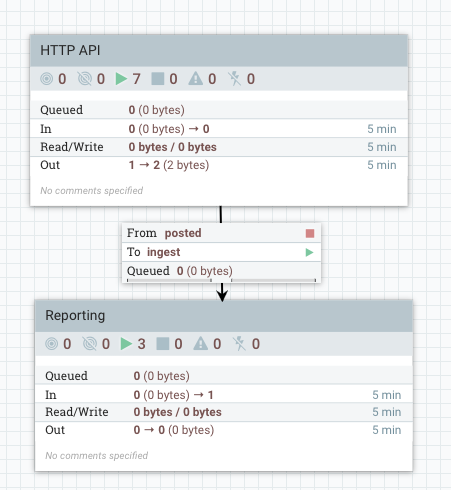 HTTP API
0 0 7 0 0 0
Queued 0 (0 bytes)
In 0 (0 bytes) → 0 5 min
Read/Write 0 bytes / 0 bytes 5 min
Out 1 → 2 (2 bytes) 5 min
No comments specified
From posted
To ingest
Queued 0 (0 bytes)
Reporting
0 0 3 0 0 0
Queued 0 (0 bytes)
In 0 (0 bytes) → 1 5 min
Read/Write 0 bytes / 0 bytes 5 min
Out 0 → 0 (0 bytes) 5 min
No comments specified